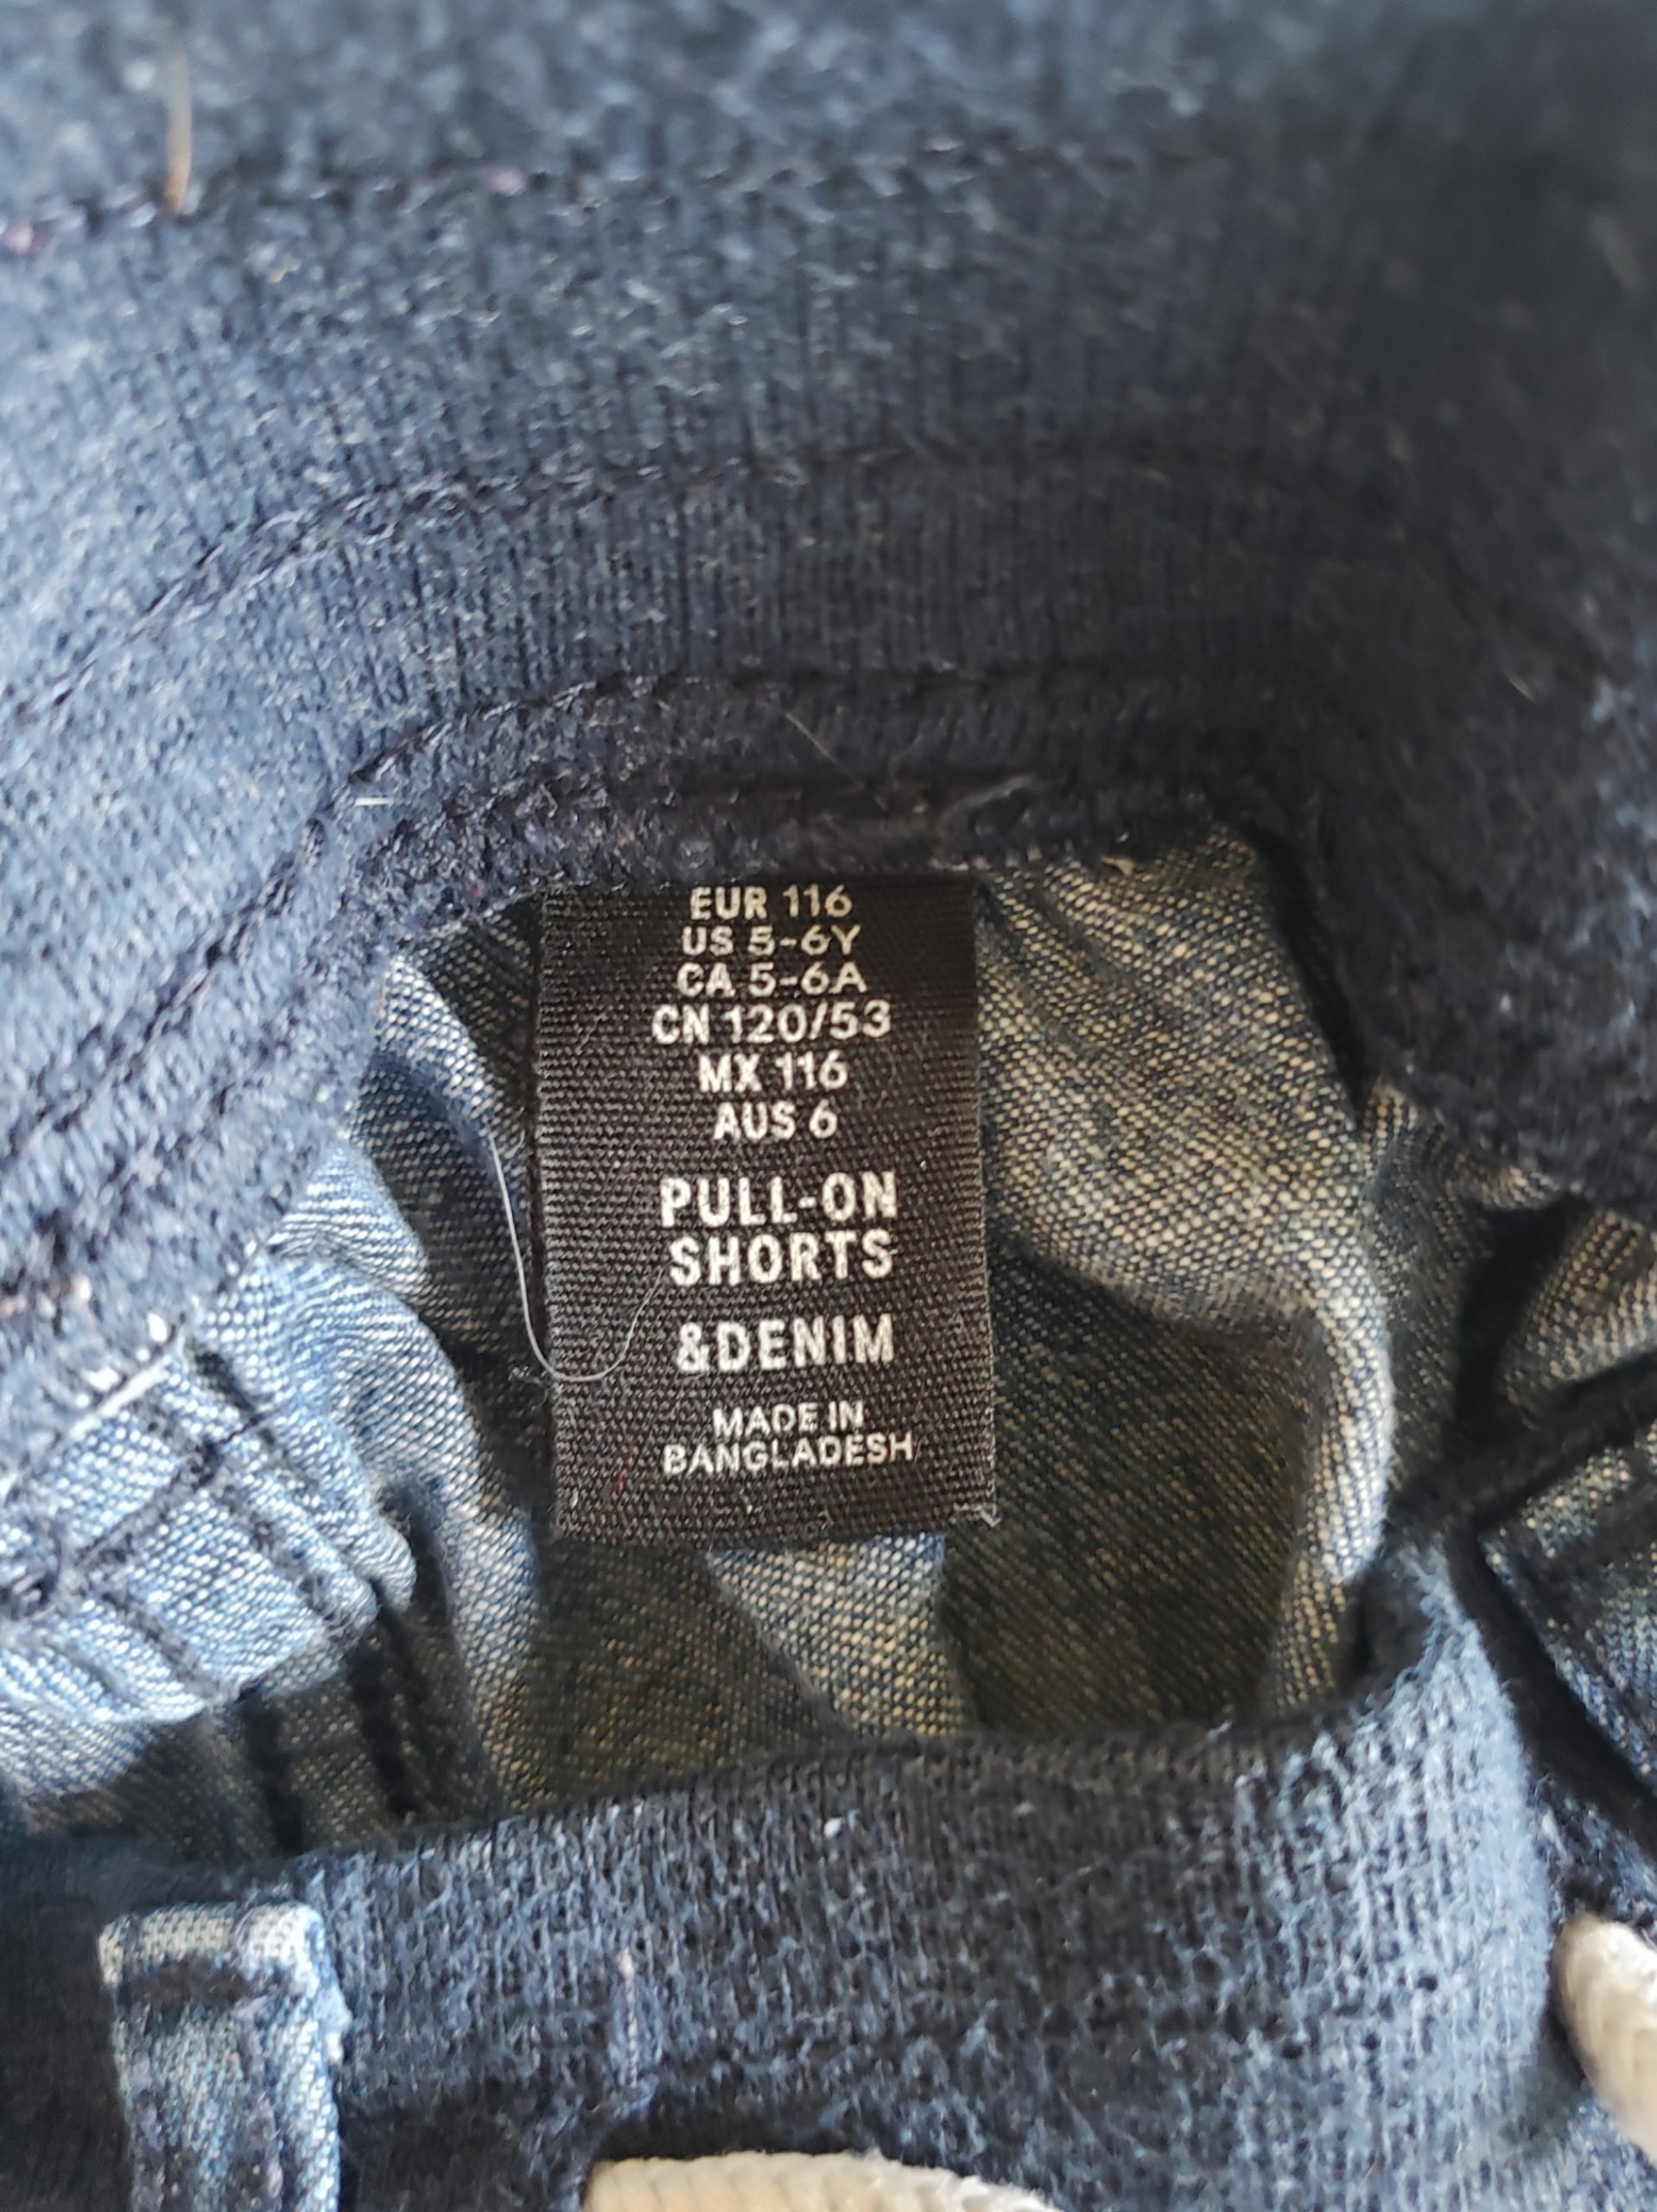 EUR 116
US 5-6Y
CA 5-6A
CN 120/53
MX 116
AUS 6
PULL-ON
SHORTS
&DENIM
MADE IN
BANGLADESH